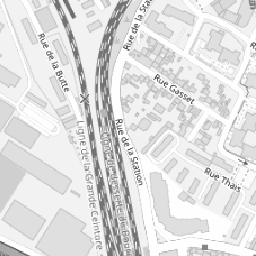 Rue de la Sta
Rue de la Butte
Rue Gasset
Rue de la Station
Rue Thaïs
Ligne de la Grande Ceinture